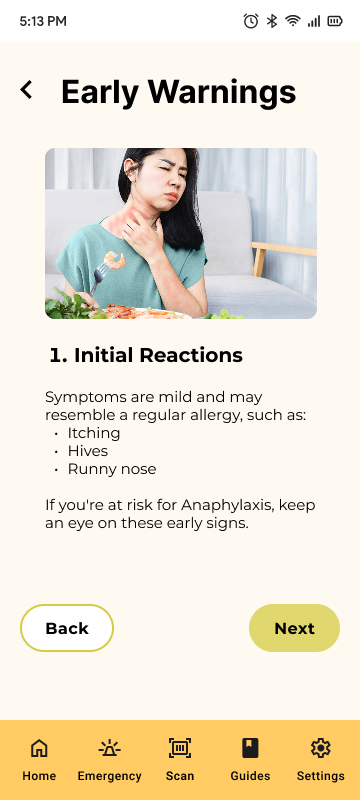 5:13 PM
Early Warnings
1. Initial Reactions
Symptoms are mild and may
resemble a regular allergy, such as:
• Itching
• Hives
• Runny nose
If you're at risk for Anaphylaxis, keep
an eye on these early signs.
Back Next
Home Emergency Scan Guides Settings